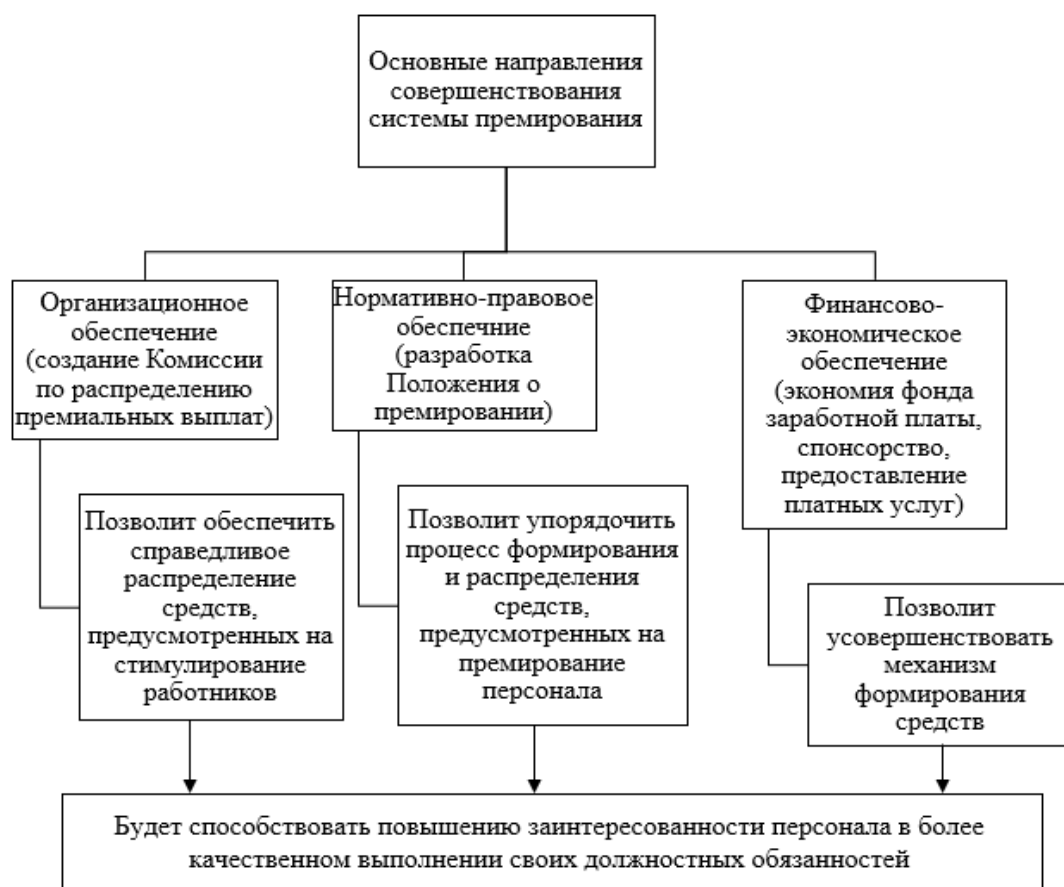 Основные направления
совершенствования
системы премирования
Организационное
обеспечение
(создание Комиссии
по распределению
премиальных выплат)
Нормативно-правовое
обеспечние
(разработка
Положения о
премировании)
Финансово-
экономическое
обеспечение
(экономия фонда
заработной платы,
спонсорство,
предоставление
платных услуг)
Позволит обеспечить
справедливое
распределение
средств,
предусмотренных на
стимулирование
работников
Позволит упорядочить
процесс формирования
и распределения
средств,
предусмотренных на
премирование
персонала
Позволит
усовершенствовать
механизм
формирования
средств
Будет способствовать повышению заинтересованности персонала в более
качественном выполнении своих должностных обязанностей